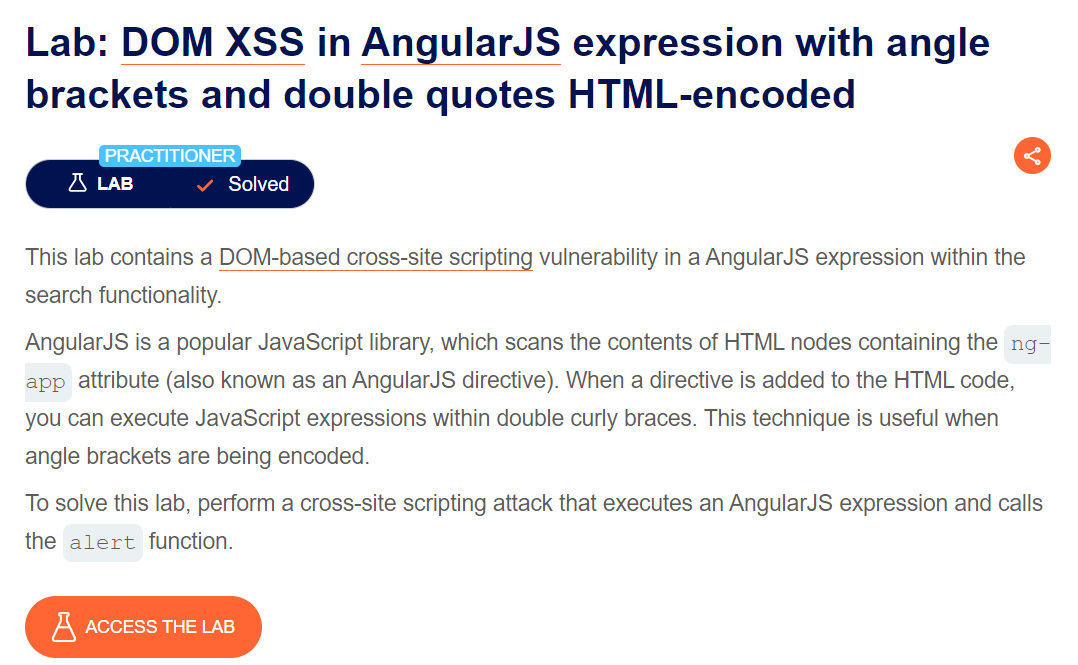 Lab: DOM XSS in AngularJS expression with angle
brackets and double quotes HTML-encoded
PRACTITIONER
LAB Solved
This lab contains a DOM-based cross-site scripting vulnerability in a AngularJS expression within the
search functionality.
AngularJS is a popular JavaScript library, which scans the contents of HTML nodes containing the ng-
app attribute (also known as an AngularJS directive). When a directive is added to the HTML code,
you can execute JavaScript expressions within double curly braces. This technique is useful when
angle brackets are being encoded.
To solve this lab, perform a cross-site scripting attack that executes an AngularJS expression and calls
the alert function.
ACCESS THE LAB